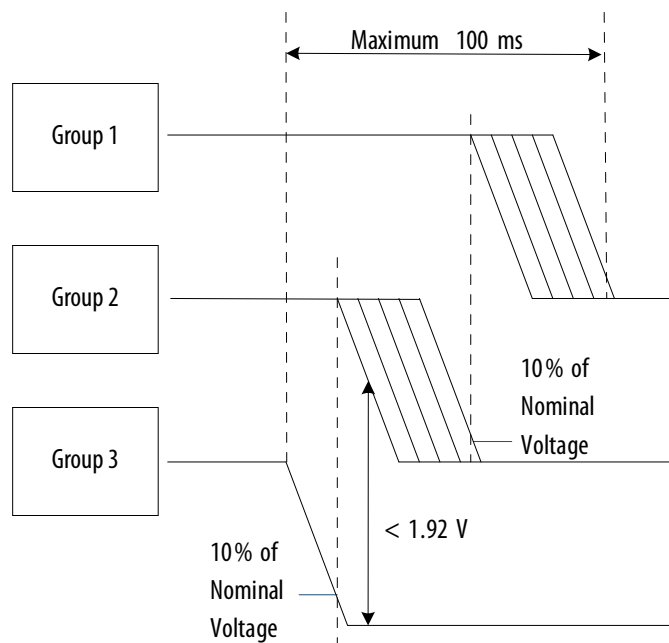 Maximum 100 ms
Group 1
Group 2
10% of
Nominal
Voltage
Group 3
< 1.92 V
10% of
Nominal
Voltage